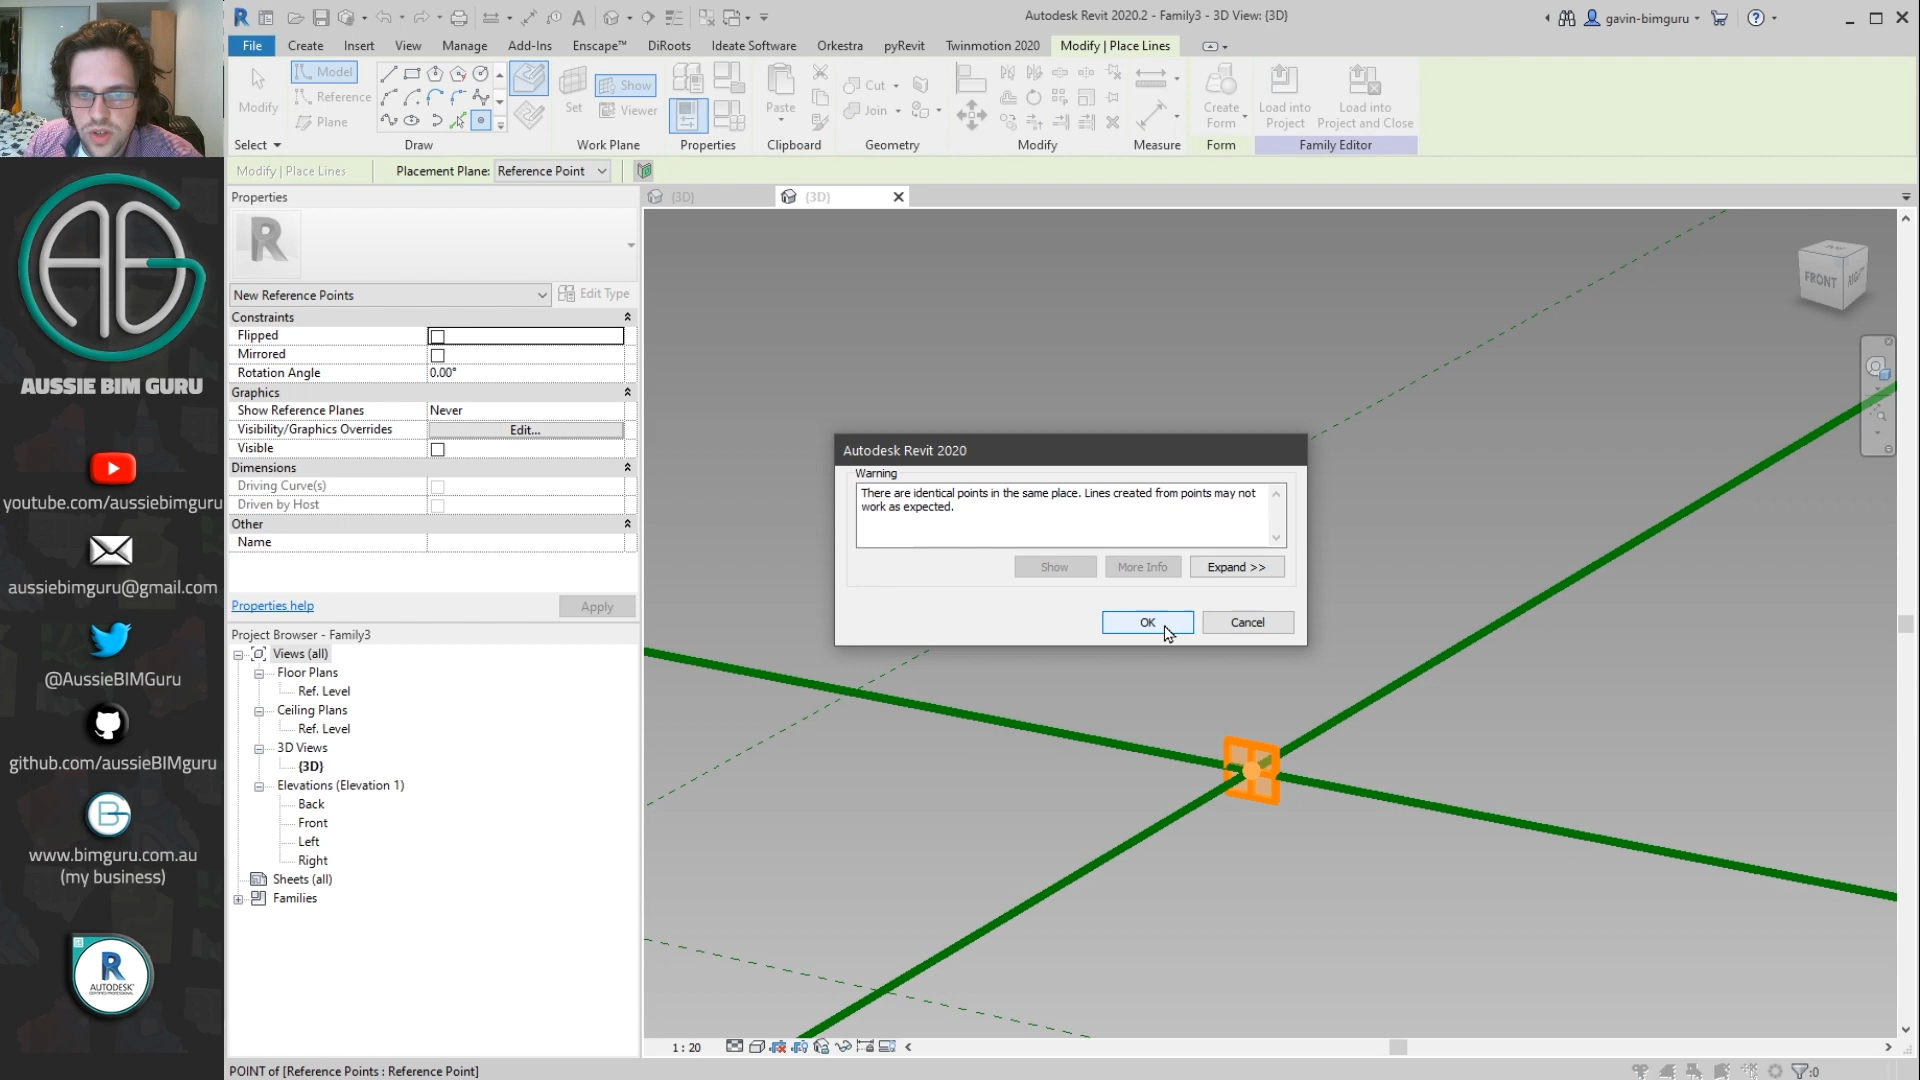 Autodesk Revit 2020.2 - Family3 - 3D View: {3D}
gavin-bimguru
File
Create
Insert
View
Manage
Add-Ins
Enscape™
DiRoots
Ideate Software
Orkestra
pyRevit
Twinmotion 2020
Modify | Place Lines
Modify
Model
Reference
Plane
Set
Show
Viewer
Paste
Cut
Join
Create
Form
Load into
Project
Load into
Project and Close
Select
Draw
Work Plane
Properties
Clipboard
Geometry
Modify
Measure
Form
Family Editor
Modify | Place Lines
Placement Plane:
Reference Point
Properties
{3D}
{3D}
New Reference Points
Edit Type
Constraints
Flipped
Mirrored
Rotation Angle
0.00°
Graphics
Show Reference Planes
Never
Visibility/Graphics Overrides
Edit...
Visible
Dimensions
Driving Curve(s)
Driven by Host
Other
Name
Properties help
Apply
Project Browser - Family3
Views (all)
Floor Plans
Ref. Level
Ceiling Plans
Ref. Level
3D Views
{3D}
Elevations (Elevation 1)
Back
Front
Left
Right
Sheets (all)
Families
FRONT
RIGHT
Autodesk Revit 2020
Warning
There are identical points in the same place. Lines created from points may not
work as expected.
Show
More Info
Expand >>
OK
Cancel
1 : 20
POINT of [Reference Points : Reference Point]
:0
AUSSIE BIM GURU
youtube.com/aussiebimguru
aussiebimguru@gmail.com
@AussieBIMGuru
github.com/aussieBIMguru
www.bimguru.com.au
(my business)
R
AUTODESK